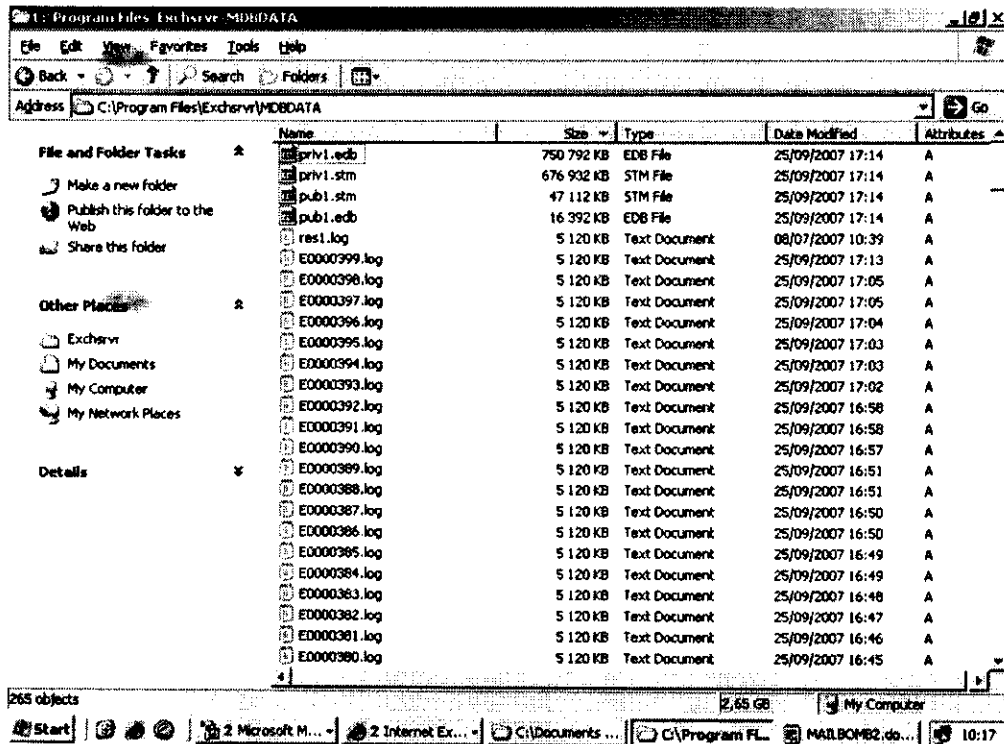 C:\Program Files\Exchsrvr\MDBDATA
File Edit View Favorites Tools Help
Back Search Folders
Address C:\Program Files\Exchsrvr\MDBDATA Go
File and Folder Tasks
Make a new folder
Publish this folder to the Web
Share this folder
Other Places
Exchsrvr
My Documents
My Computer
My Network Places
Details
Name Size Type Date Modified Attributes
priv1.edb 750 792 KB EDB File 25/09/2007 17:14 A
priv1.stm 676 932 KB STM File 25/09/2007 17:14 A
pub1.stm 47 112 KB STM File 25/09/2007 17:14 A
pub1.edb 16 392 KB EDB File 25/09/2007 17:14 A
res1.log 5 120 KB Text Document 08/07/2007 10:39 A
E0000399.log 5 120 KB Text Document 25/09/2007 17:13 A
E0000398.log 5 120 KB Text Document 25/09/2007 17:05 A
E0000397.log 5 120 KB Text Document 25/09/2007 17:05 A
E0000396.log 5 120 KB Text Document 25/09/2007 17:04 A
E0000395.log 5 120 KB Text Document 25/09/2007 17:03 A
E0000394.log 5 120 KB Text Document 25/09/2007 17:03 A
E0000393.log 5 120 KB Text Document 25/09/2007 17:02 A
E0000392.log 5 120 KB Text Document 25/09/2007 16:58 A
E0000391.log 5 120 KB Text Document 25/09/2007 16:58 A
E0000390.log 5 120 KB Text Document 25/09/2007 16:57 A
E0000389.log 5 120 KB Text Document 25/09/2007 16:51 A
E0000388.log 5 120 KB Text Document 25/09/2007 16:51 A
E0000387.log 5 120 KB Text Document 25/09/2007 16:50 A
E0000386.log 5 120 KB Text Document 25/09/2007 16:50 A
E0000385.log 5 120 KB Text Document 25/09/2007 16:49 A
E0000384.log 5 120 KB Text Document 25/09/2007 16:49 A
E0000383.log 5 120 KB Text Document 25/09/2007 16:48 A
E0000382.log 5 120 KB Text Document 25/09/2007 16:47 A
E0000381.log 5 120 KB Text Document 25/09/2007 16:46 A
E0000380.log 5 120 KB Text Document 25/09/2007 16:45 A
265 objects 2,65 GB My Computer
Start 2 Microsoft M... 2 Internet Ex... C:\Documents ... C:\Program Fi... MAILBOMB2.do... 10:17